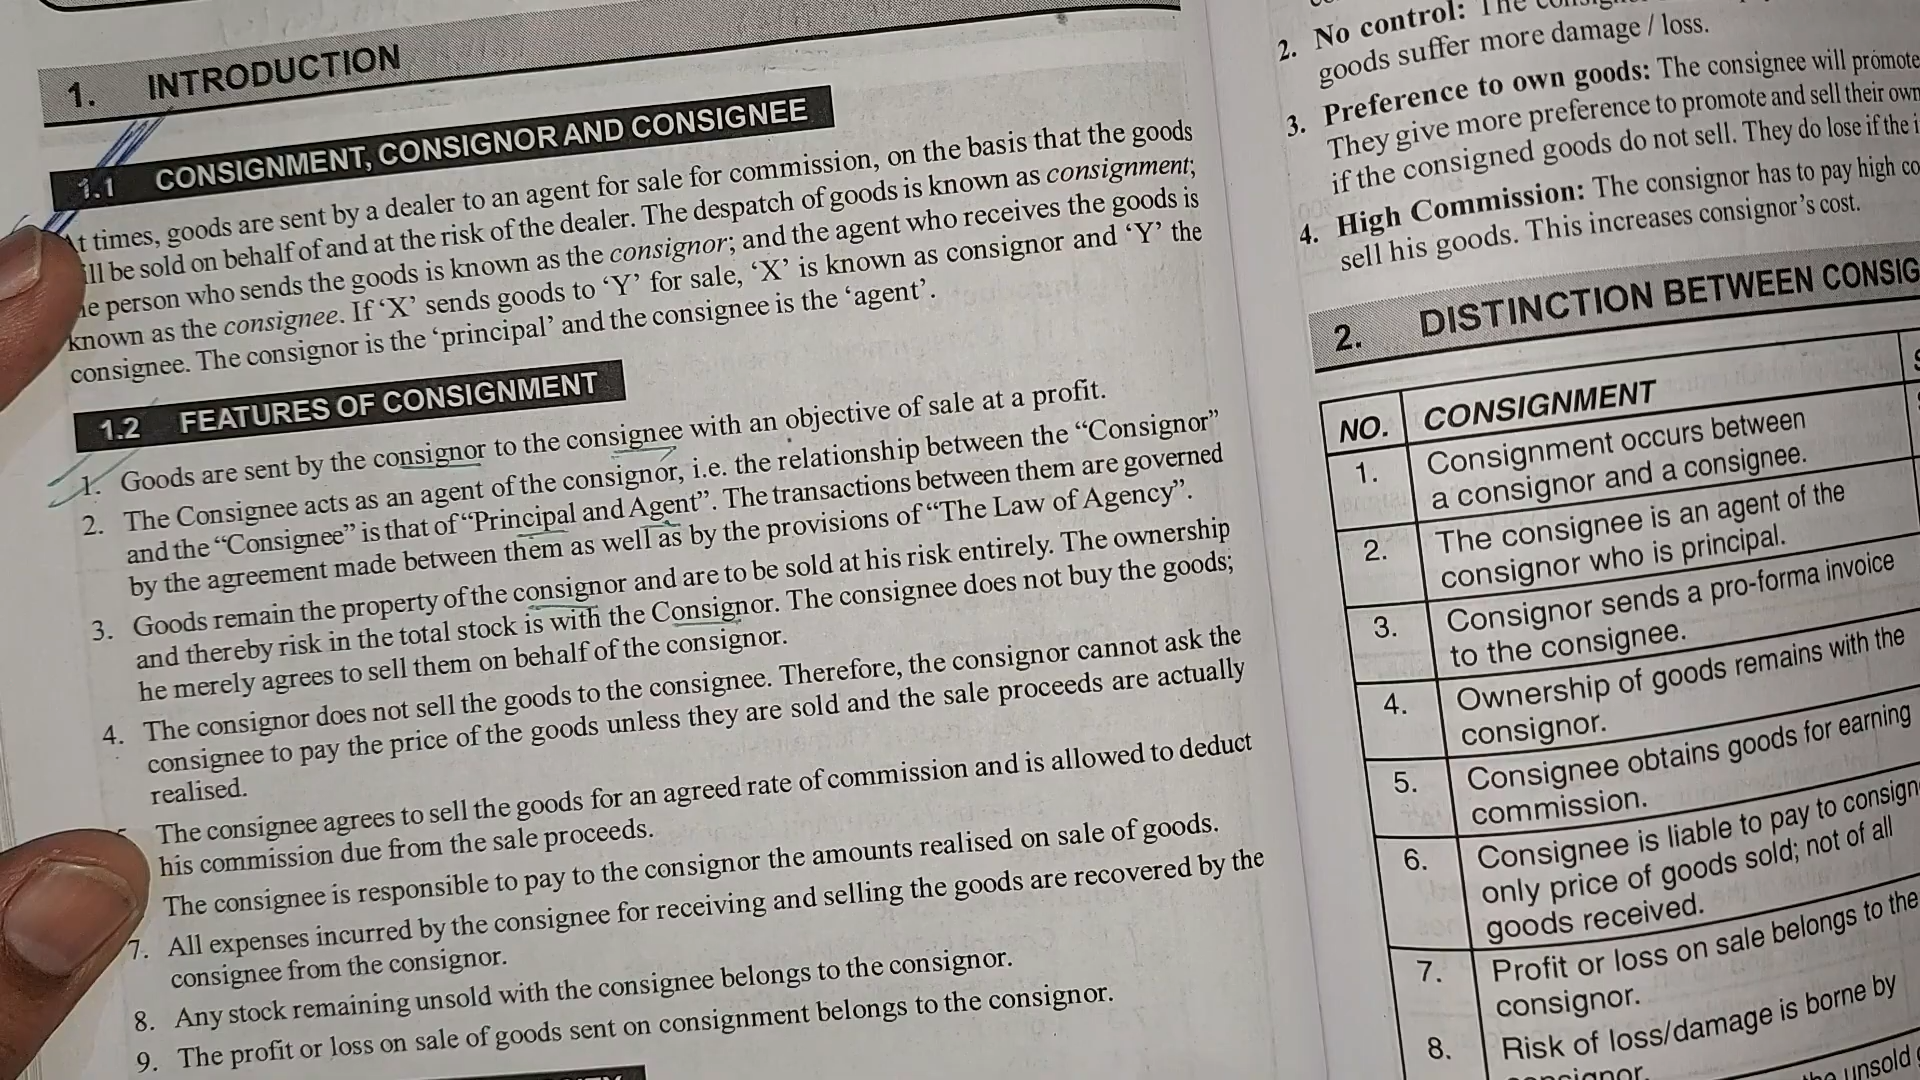 1. INTRODUCTION
1.1 CONSIGNMENT, CONSIGNOR AND CONSIGNEE
At times, goods are sent by a dealer to an agent for sale for commission, on the basis that the goods
ill be sold on behalf of and at the risk of the dealer. The despatch of goods is known as consignment;
e person who sends the goods is known as the consignor; and the agent who receives the goods is
known as the consignee. If ‘X’ sends goods to ‘Y’ for sale, ‘X’ is known as consignor and ‘Y’ the
consignee. The consignor is the ‘principal’ and the consignee is the ‘agent’.
1.2 FEATURES OF CONSIGNMENT
1. Goods are sent by the consignor to the consignee with an objective of sale at a profit.
2. The Consignee acts as an agent of the consignor, i.e. the relationship between the “Consignor”
and the “Consignee” is that of “Principal and Agent”. The transactions between them are governed
by the agreement made between them as well as by the provisions of “The Law of Agency”.
3. Goods remain the property of the consignor and are to be sold at his risk entirely. The ownership
and thereby risk in the total stock is with the Consignor. The consignee does not buy the goods;
he merely agrees to sell them on behalf of the consignor.
4. The consignor does not sell the goods to the consignee. Therefore, the consignor cannot ask the
consignee to pay the price of the goods unless they are sold and the sale proceeds are actually
realised.
The consignee agrees to sell the goods for an agreed rate of commission and is allowed to deduct
his commission due from the sale proceeds.
The consignee is responsible to pay to the consignor the amounts realised on sale of goods.
7. All expenses incurred by the consignee for receiving and selling the goods are recovered by the
consignee from the consignor.
8. Any stock remaining unsold with the consignee belongs to the consignor.
9. The profit or loss on sale of goods sent on consignment belongs to the consignor.
2. No control: The
goods suffer more damage / loss.
3. Preference to own goods: The consignee will promote
They give more preference to promote and sell their own
if the consigned goods do not sell. They do lose if the i
4. High Commission: The consignor has to pay high co
sell his goods. This increases consignor’s cost.
2. DISTINCTION BETWEEN CONSIG
NO. CONSIGNMENT
1. Consignment occurs between
a consignor and a consignee.
2. The consignee is an agent of the
consignor who is principal.
3. Consignor sends a pro-forma invoice
to the consignee.
4. Ownership of goods remains with the
consignor.
5. Consignee obtains goods for earning
commission.
6. Consignee is liable to pay to consign
only price of goods sold; not of all
goods received.
7. Profit or loss on sale belongs to the
consignor.
8. Risk of loss/damage is borne by
consignor.
unsold